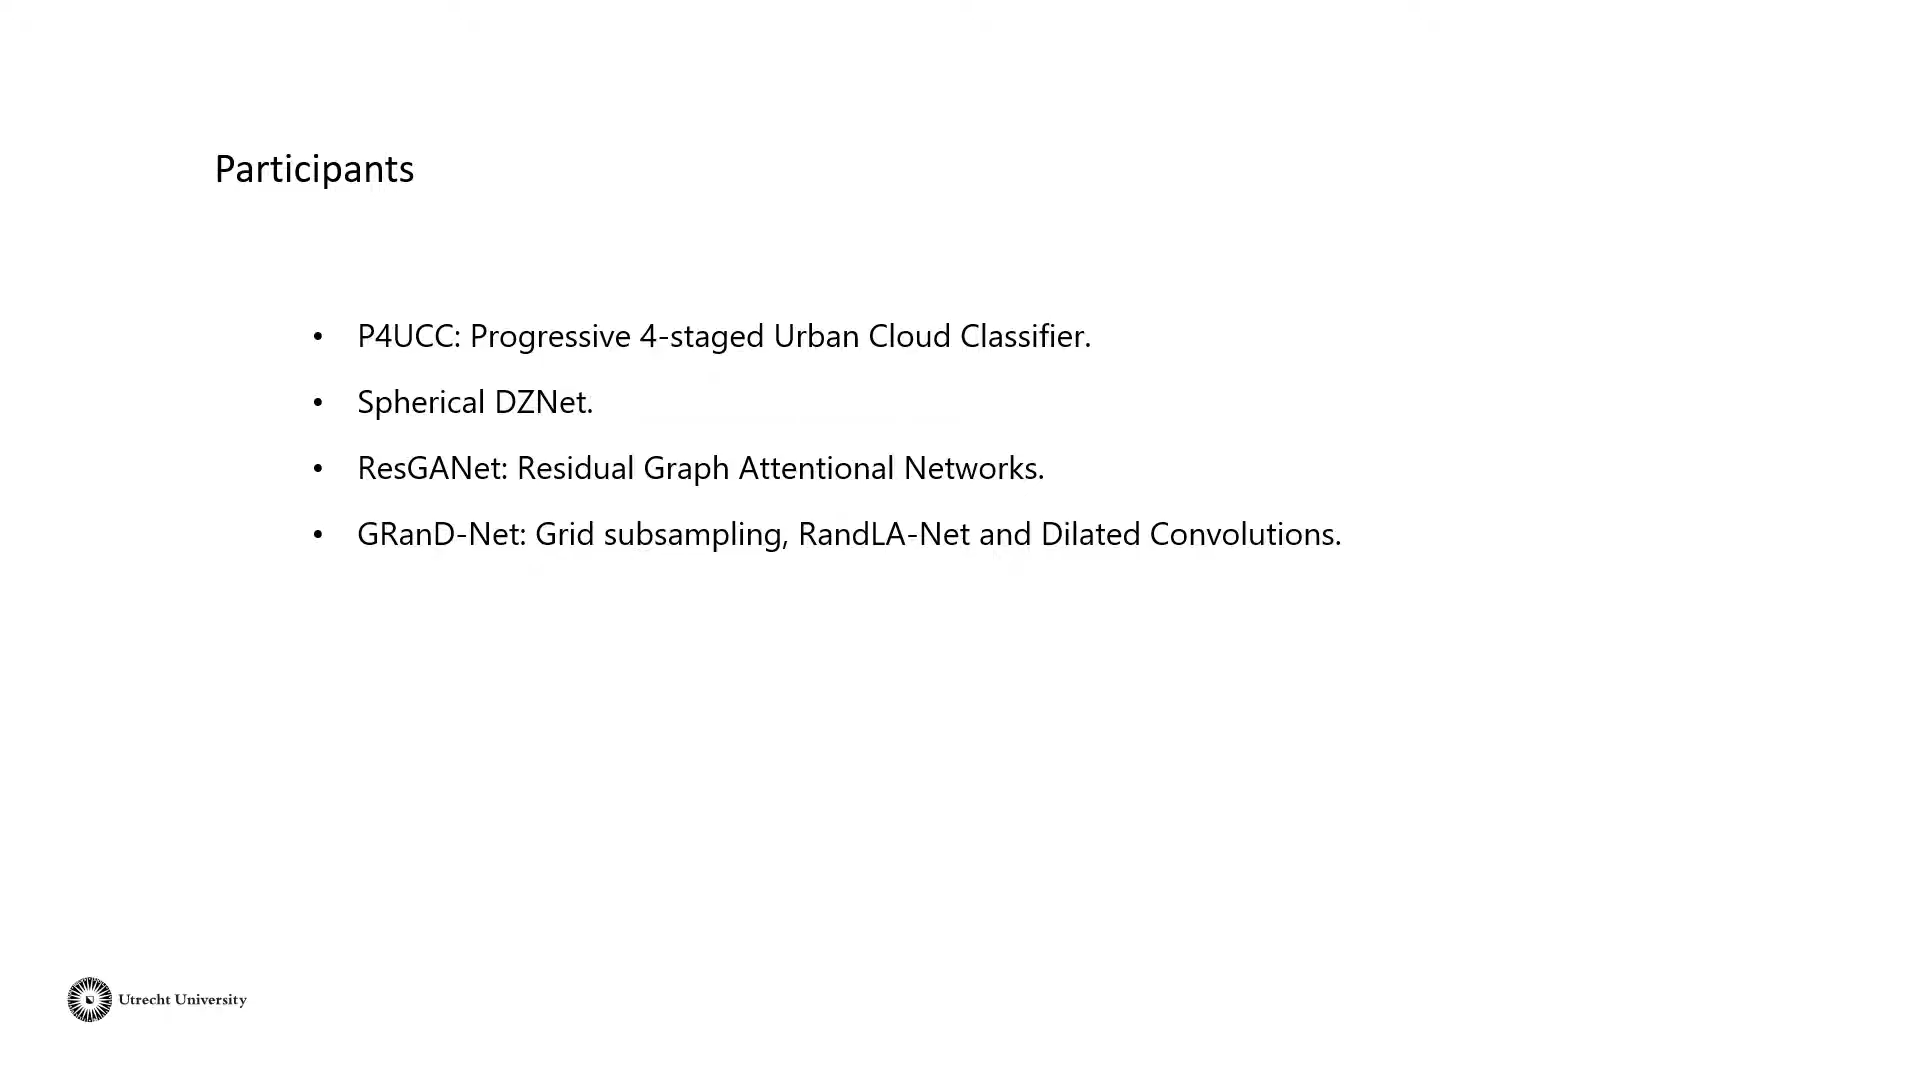 Participants
• P4UCC: Progressive 4-staged Urban Cloud Classifier.
• Spherical DZNet.
• ResGANet: Residual Graph Attentional Networks.
• GRanD-Net: Grid subsampling, RandLA-Net and Dilated Convolutions.
Utrecht University